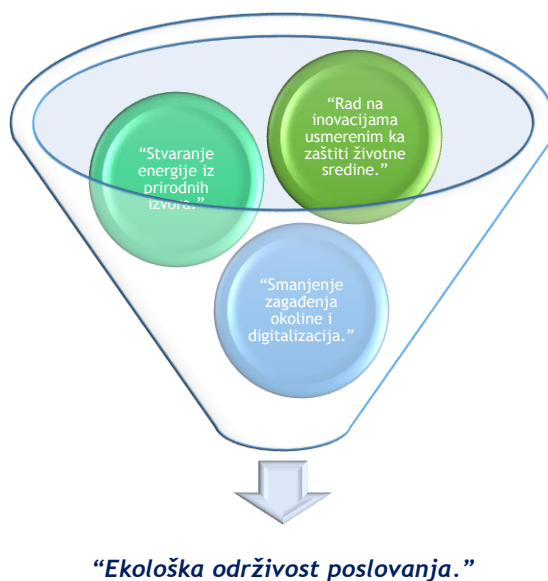 “Stvaranje
energije iz
prirodnih
izvora.”
“Rad na
inovacijama
usmerenim ka
zaštiti životne
sredine.”
“Smanjenje
zagađenja
okoline i
digitalizacija.”
“Ekološka održivost poslovanja.”